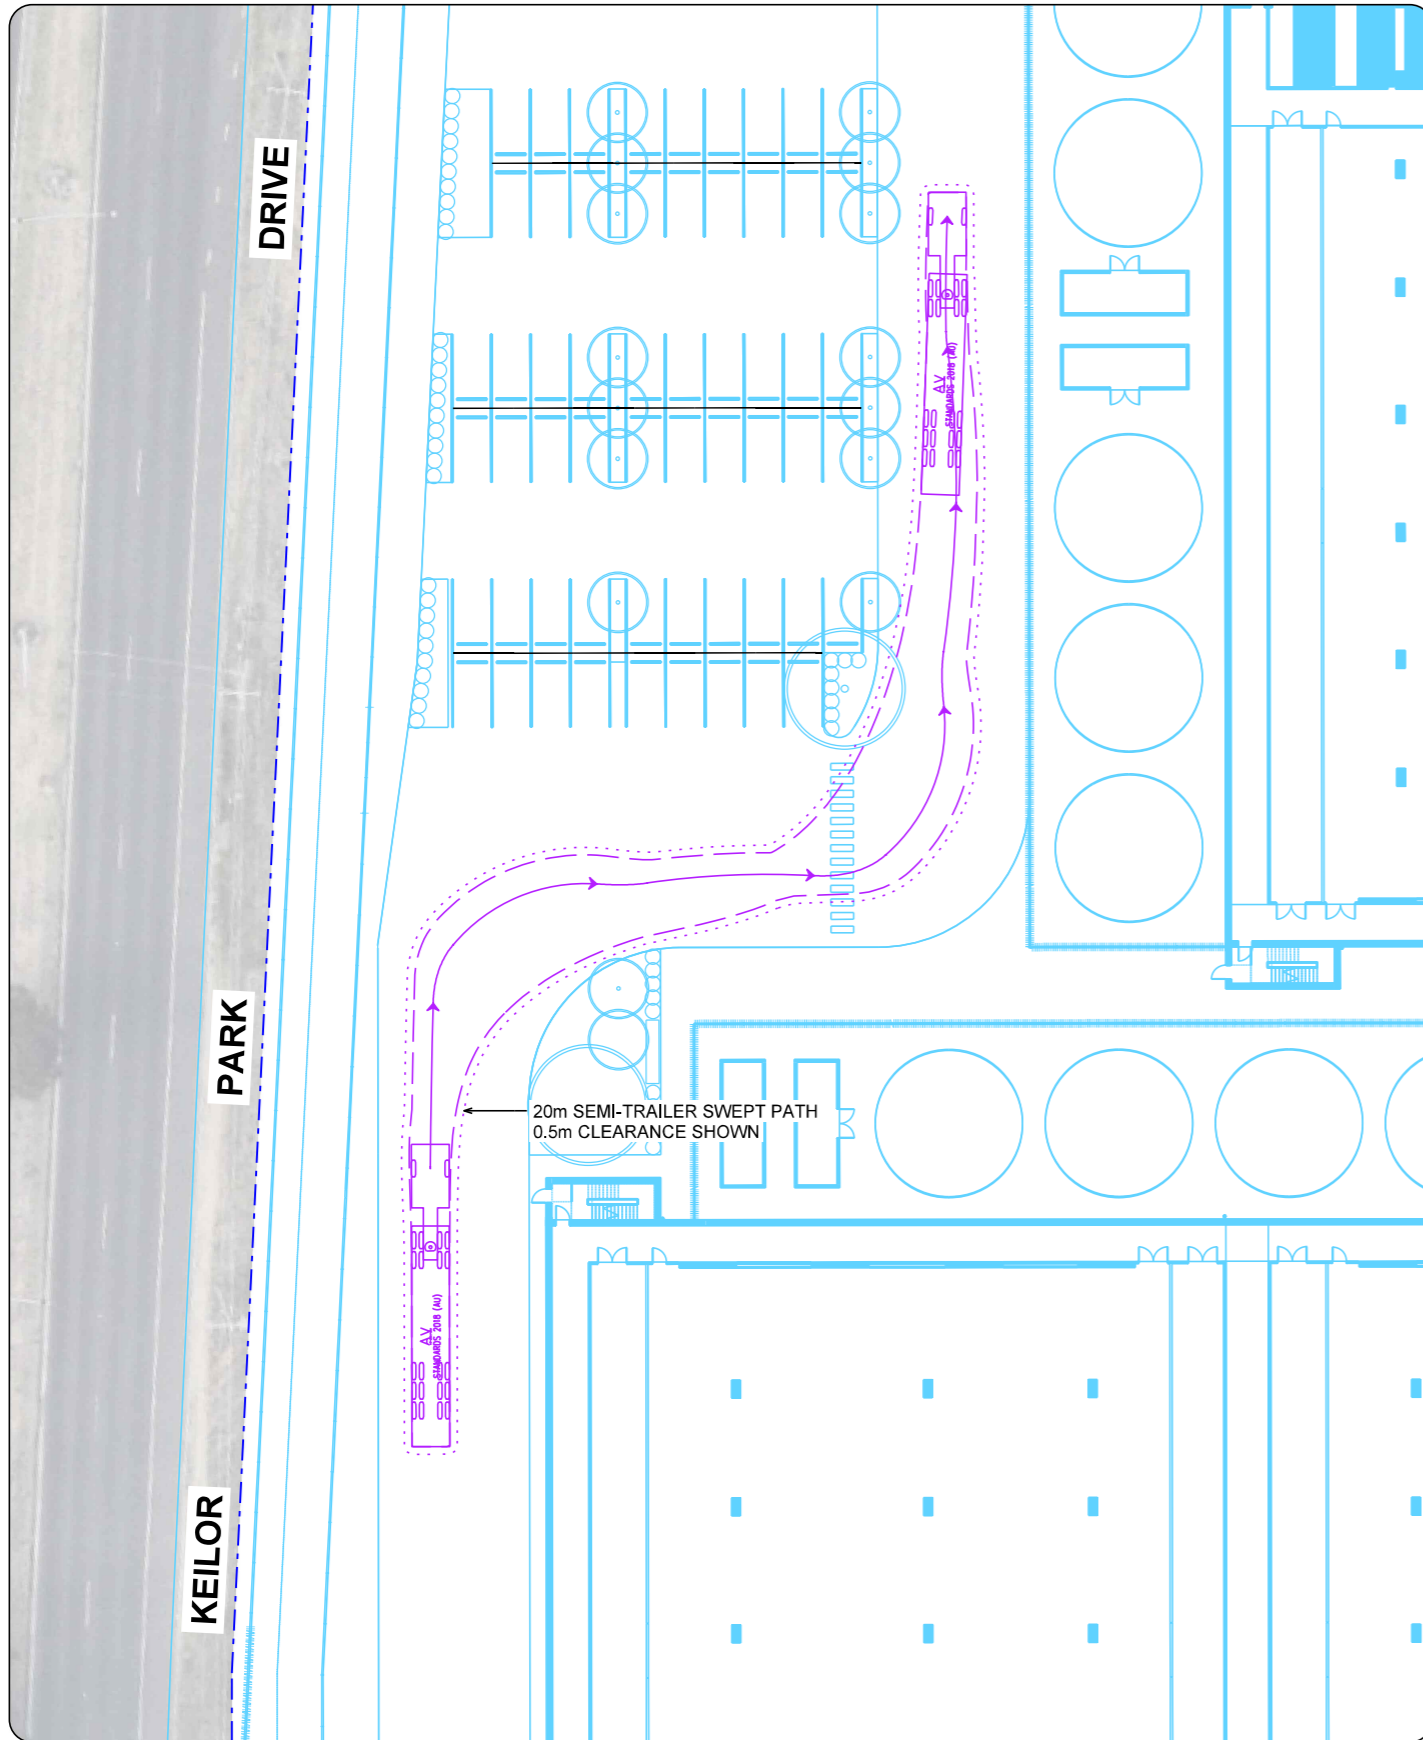 DRIVE
AV
STANDARDS 2018 (AU)
PARK
20m SEMI-TRAILER SWEPT PATH
0.5m CLEARANCE SHOWN
AV
STANDARDS 2018 (AU)
KEILOR